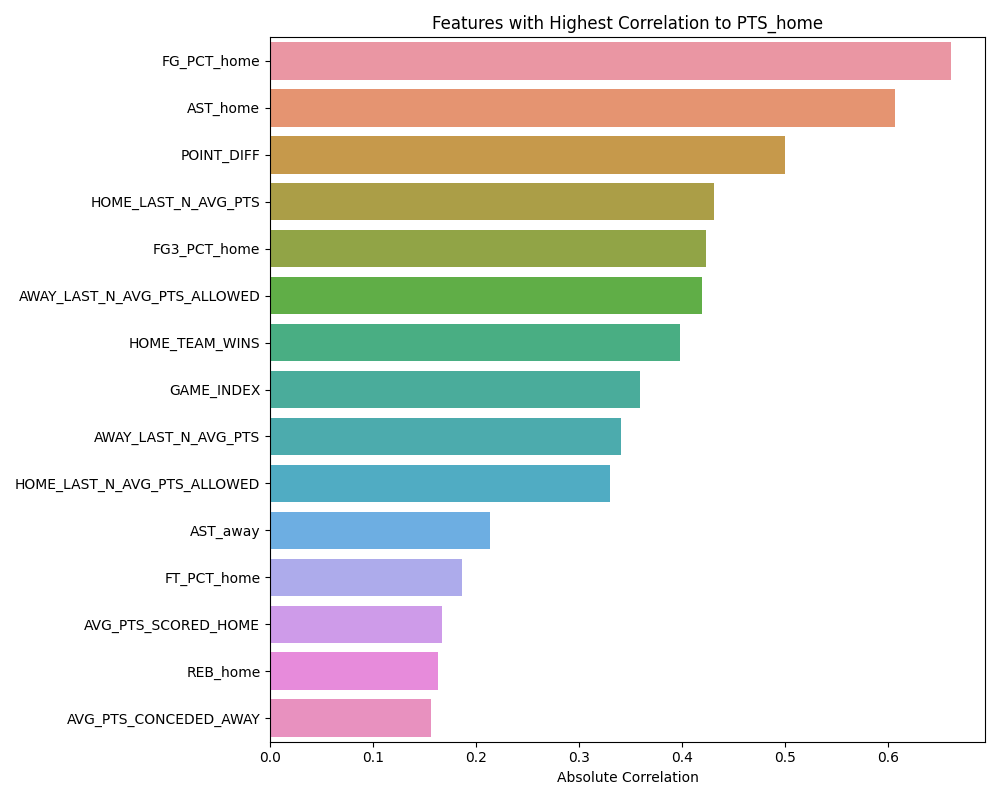 Features with Highest Correlation to PTS_home
FG_PCT_home
AST_home
POINT_DIFF
HOME_LAST_N_AVG_PTS
FG3_PCT_home
AWAY_LAST_N_AVG_PTS_ALLOWED
HOME_TEAM_WINS
GAME_INDEX
AWAY_LAST_N_AVG_PTS
HOME_LAST_N_AVG_PTS_ALLOWED
AST_away
FT_PCT_home
AVG_PTS_SCORED_HOME
REB_home
AVG_PTS_CONCEDED_AWAY
0.0 0.1 0.2 0.3 0.4 0.5 0.6
Absolute Correlation